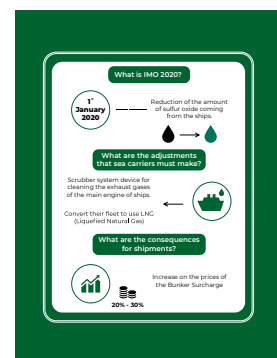 What is IMO 2020?
1st
January
2020
Reduction of the amount
of sulfur oxide coming
from the ships.
What are the adjustments
that sea carriers must make?
Scrubber system device for
cleaning the exhaust gases
of the main engine of ships.
Convert their fleet to use LNG
(Liquefied Natural Gas)
What are the consequences
for shipments?
Increase on the prices of
the Bunker Surcharge
20% - 30%